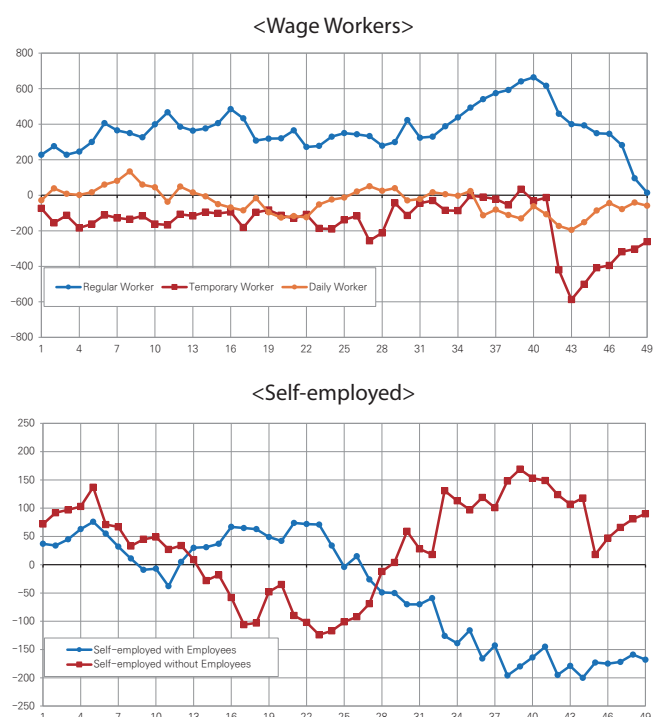 <Wage Workers>
800
600
400
200
0
-200
-400
-600
-800
Regular Worker Temporary Worker Daily Worker
1 4 7 10 13 16 19 22 25 28 31 34 37 40 43 46 49
<Self-employed>
250
200
150
100
50
0
-50
-100
-150
-200
-250
Self-employed with Employees
Self-employed without Employees
1 4 7 10 13 16 19 22 25 28 31 34 37 40 43 46 49